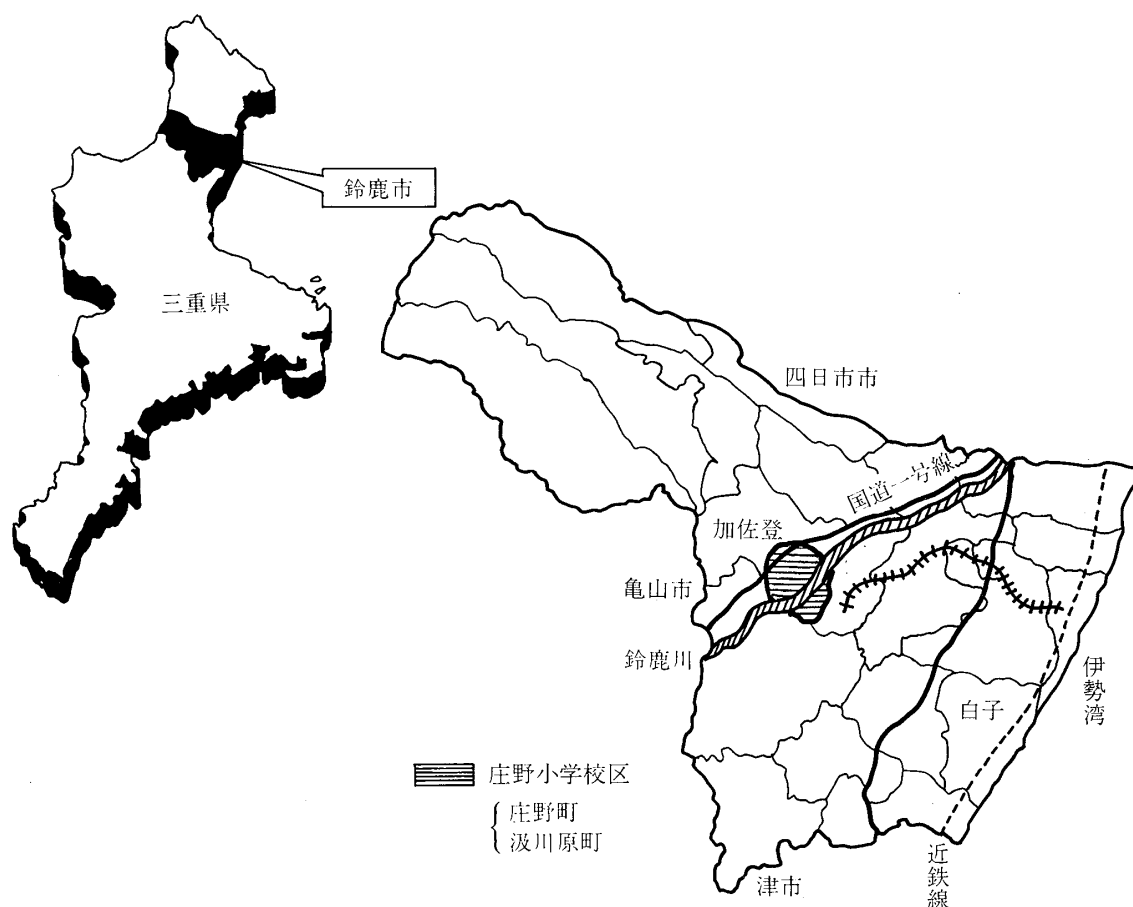 鈴鹿市
三重県
四日市市
国道一号線
加佐登
亀山市
鈴鹿川
伊勢湾
白子
庄野小学校区
庄野町
汲川原町
近鉄線
津市